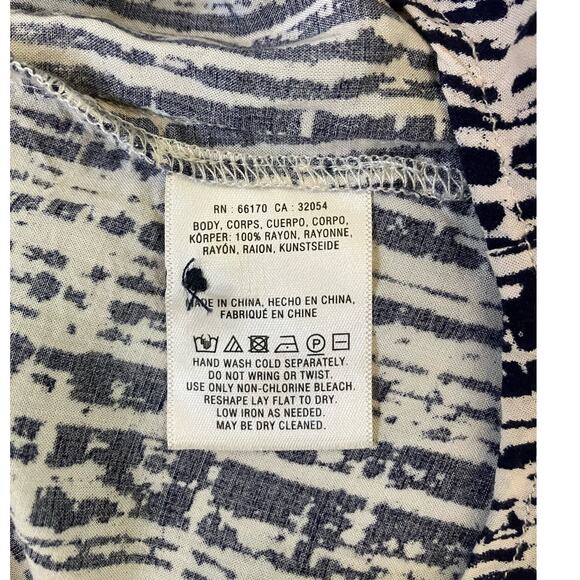 RN : 66170 CA : 32054
BODY, CORPS, CUERPO, CORPO,
KÖRPER: 100% RAYON, RAYONNE,
RAYÓN, RAION, KUNSTSEIDE
MADE IN CHINA, HECHO EN CHINA,
FABRIQUÉ EN CHINE
HAND WASH COLD SEPARATELY.
DO NOT WRING OR TWIST.
USE ONLY NON-CHLORINE BLEACH.
RESHAPE LAY FLAT TO DRY.
LOW IRON AS NEEDED.
MAY BE DRY CLEANED.